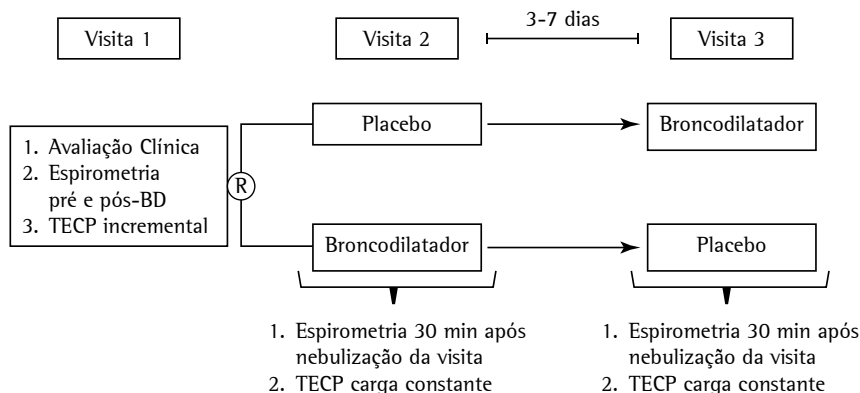 3-7 dias
Visita 1
Visita 2
Visita 3
Placebo
Broncodilatador
1. Avaliação Clínica
2. Espirometria
pré e pós-BD
3. TECP incremental
R
Broncodilatador
Placebo
1. Espirometria 30 min após
nebulização da visita
2. TECP carga constante
1. Espirometria 30 min após
nebulização da visita
2. TECP carga constante